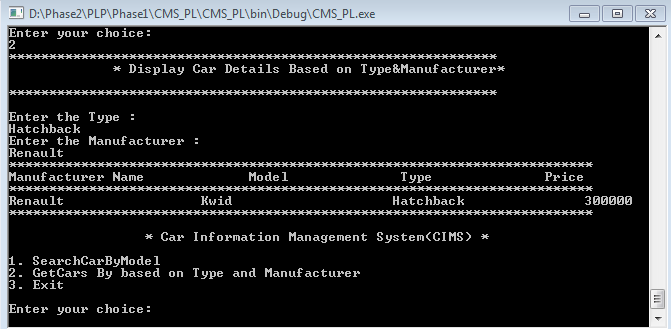 D:\Phase2\PLP\Phase1\CMS_PL\CMS_PL\bin\Debug\CMS_PL.exe
Enter your choice:
2
*************************************************************
* Display Car Details Based on Type&Manufacturer*
*************************************************************
Enter the Type :
Hatchback
Enter the Manufacturer :
Renault
*************************************************************************
Manufacturer Name Model Type Price
*************************************************************************
Renault Kwid Hatchback 300000
*************************************************************************
* Car Information Management System(CIMS) *
1. SearchCarByModel
2. GetCars By based on Type and Manufacturer
3. Exit
Enter your choice: